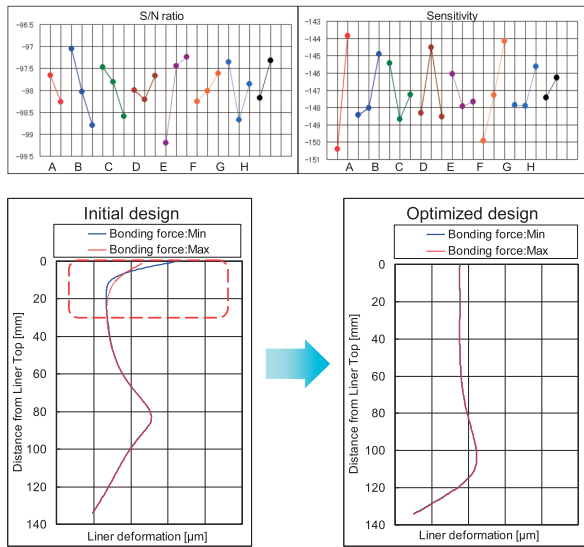 S/N ratio
-96.5
-97
-97.5
-98
-98.5
-99
-99.5
A B C D E F G H
Sensitivity
-143
-144
-145
-146
-147
-148
-149
-150
-151
A B C D E F G H
Initial design
Bonding force:Min
Bonding force:Max
0
20
40
60
80
100
120
140
Distance from Liner Top [mm]
Liner deformation [µm]
Optimized design
Bonding force:Min
Bonding force:Max
0
20
40
60
80
100
120
140
Distance from Liner Top [mm]
Liner deformation [µm]